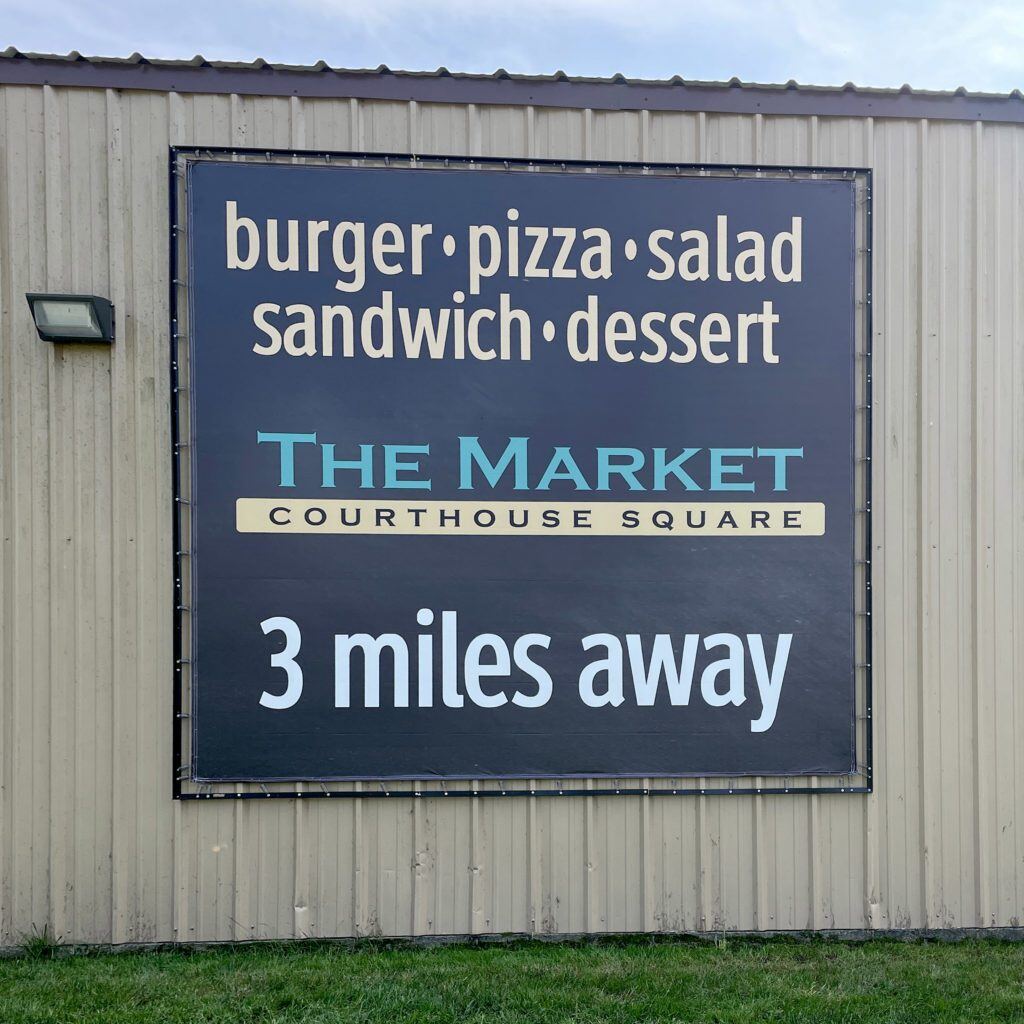 burger • pizza • salad
sandwich • dessert
THE MARKET
COURTHOUSE SQUARE
3 miles away